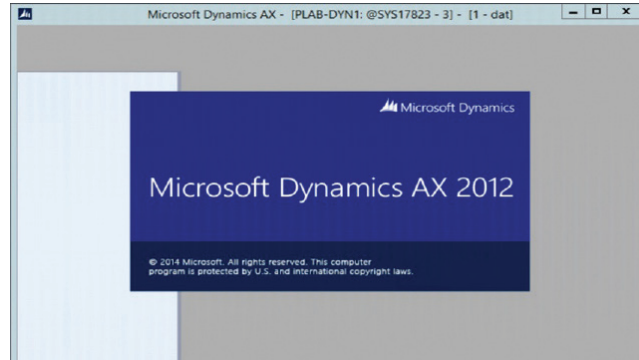 Microsoft Dynamics AX - [PLAB-DYN1: @SYS17823 - 3] - [1 - dat]
Microsoft Dynamics
Microsoft Dynamics AX 2012
© 2014 Microsoft. All rights reserved. This computer
program is protected by U.S. and international copyright laws.